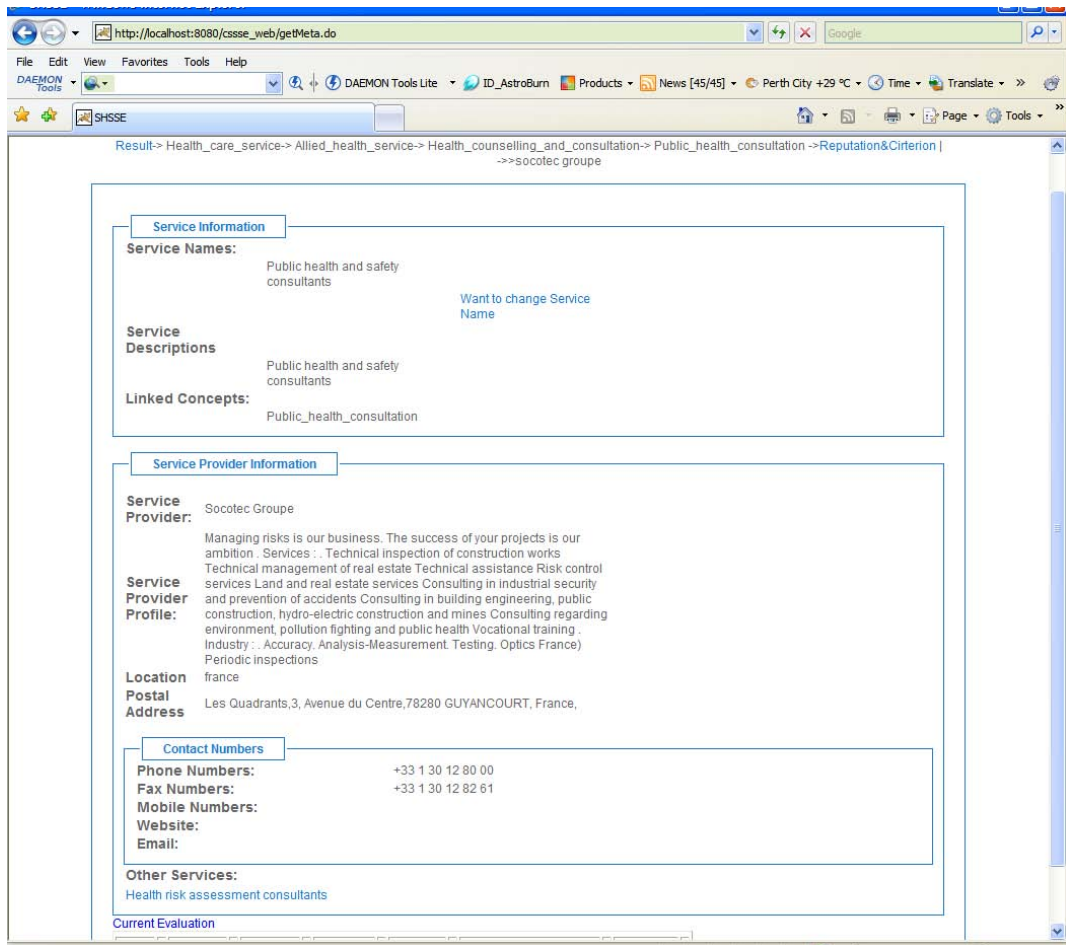 http://localhost:8080/cssse_web/getMeta.do
Google
File Edit View Favorites Tools Help
DAEMON Tools
DAEMON Tools Lite ID_AstroBurn Products News [45/45] Perth City +29 °C Time Translate »
SHSSE
Page Tools »
Result-> Health_care_service-> Allied_health_service-> Health_counselling_and_consultation-> Public_health_consultation ->Reputation&Cirterion |
->>socotec groupe
Service Information
Service Names:
Public health and safety
consultants
Want to change Service
Name
Service
Descriptions
Public health and safety
consultants
Linked Concepts:
Public_health_consultation
Service Provider Information
Service
Provider:
Socotec Groupe
Service
Provider
Profile:
Managing risks is our business. The success of your projects is our
ambition . Services : . Technical inspection of construction works
Technical management of real estate Technical assistance Risk control
services Land and real estate services Consulting in industrial security
and prevention of accidents Consulting in building engineering, public
construction, hydro-electric construction and mines Consulting regarding
environment, pollution fighting and public health Vocational training .
Industry : . Accuracy. Analysis-Measurement. Testing. Optics France)
Periodic inspections
Location france
Postal
Address
Les Quadrants,3, Avenue du Centre,78280 GUYANCOURT, France,
Contact Numbers
Phone Numbers: +33 1 30 12 80 00
Fax Numbers: +33 1 30 12 82 61
Mobile Numbers:
Website:
Email:
Other Services:
Health risk assessment consultants
Current Evaluation